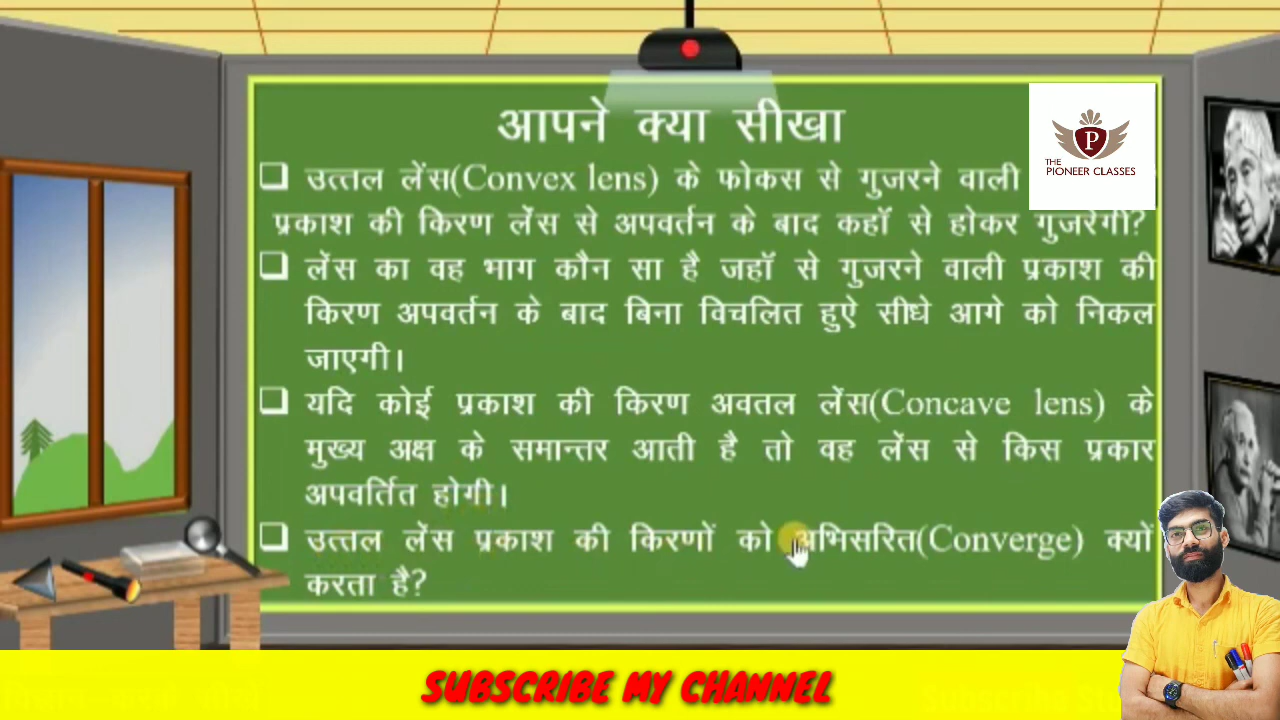 आपने क्या सीखा
P
THE
PIONEER CLASSES
❑ उत्तल लेंस(Convex lens) के फोकस से गुजरने वाली
प्रकाश की किरण लेंस से अपवर्तन के बाद कहॉ से होकर गुजरेगी?
❑ लेंस का वह भाग कौन सा है जहॉ से गुजरने वाली प्रकाश की
किरण अपवर्तन के बाद बिना विचलित हुऐ सीधे आगे को निकल
जाएगी।
❑ यदि कोई प्रकाश की किरण अवतल लेंस(Concave lens) के
मुख्य अक्ष के समान्तर आती है तो वह लेंस से किस प्रकार
अपवर्तित होगी।
❑ उत्तल लेंस प्रकाश की किरणों को अभिसरित(Converge) क्यों
करता है?
SUBSCRIBE MY CHANNEL